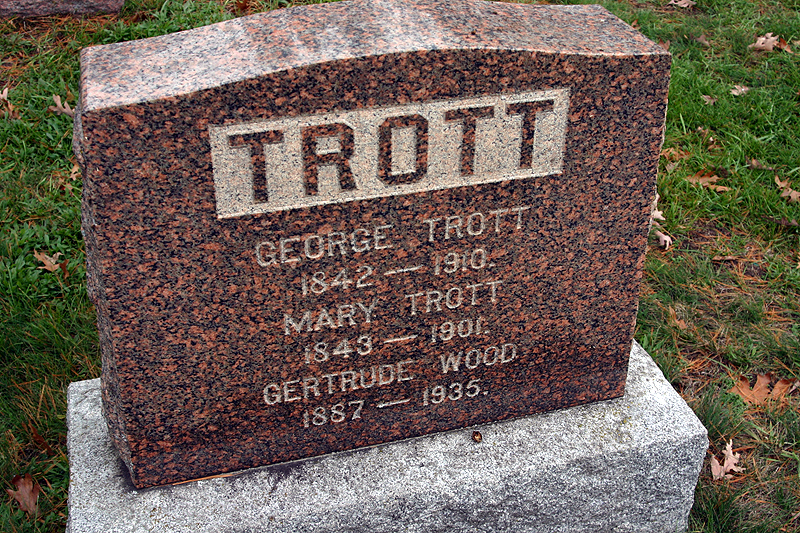 TROTT
GEORGE TROTT
1842 — 1910.
MARY TROTT
1843 — 1901.
GERTRUDE WOOD
1887 — 1935.